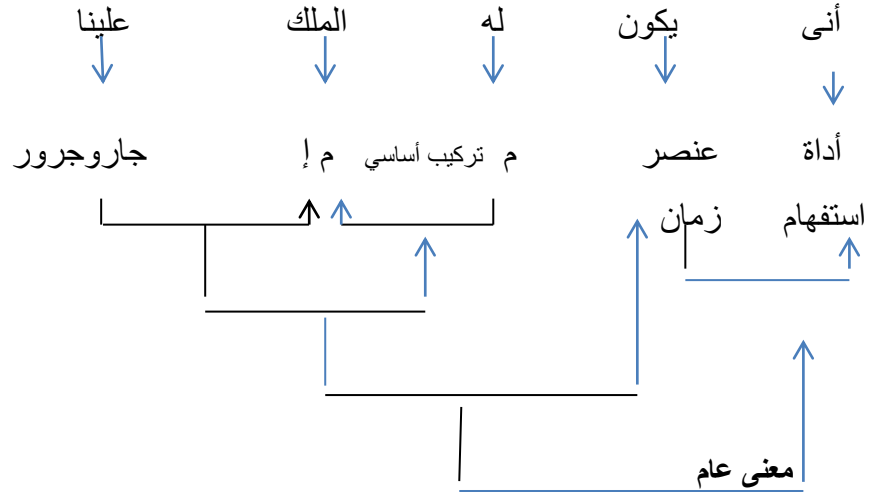 أنى يكون له الملك علينا
أداة عنصر م تركيب أساسي م إ جاروجرور
استفهام زمان
معنى عام